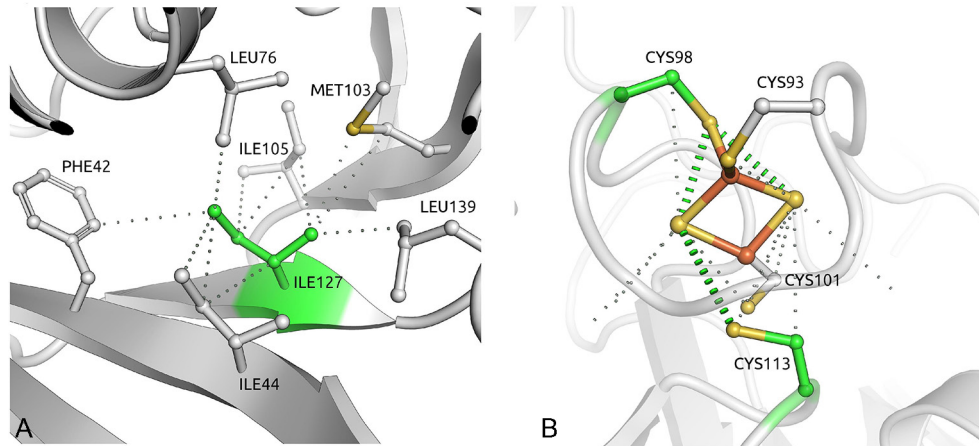 LEU76
MET103
ILE105
PHE42
LEU139
ILE127
ILE44
A
CYS98
CYS93
CYS101
CYS113
B